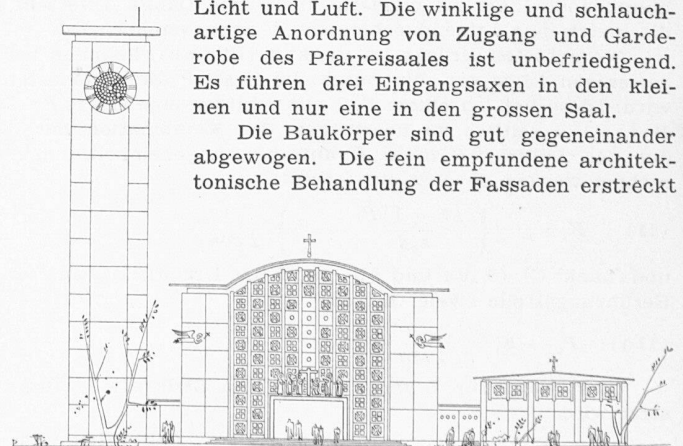 Licht und Luft. Die winklige und schlauch-
artige Anordnung von Zugang und Garde-
robe des Pfarreisaales ist unbefriedigend.
Es führen drei Eingangsaxen in den klei-
nen und nur eine in den grossen Saal.
Die Baukörper sind gut gegeneinander
abgewogen. Die fein empfundene architek-
tonische Behandlung der Fassaden erstreckt